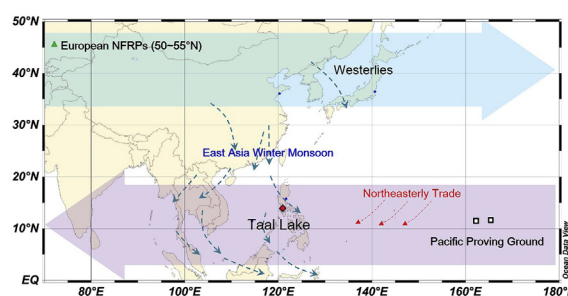 50°N
European NFRPs (50~55°N)
Westerlies
40°N
30°N
East Asia Winter Monsoon
20°N
Northeasterly Trade
Taal Lake
10°N
Pacific Proving Ground
EQ
Ocean Data View
80°E 100°E 120°E 140°E 160°E 180°E